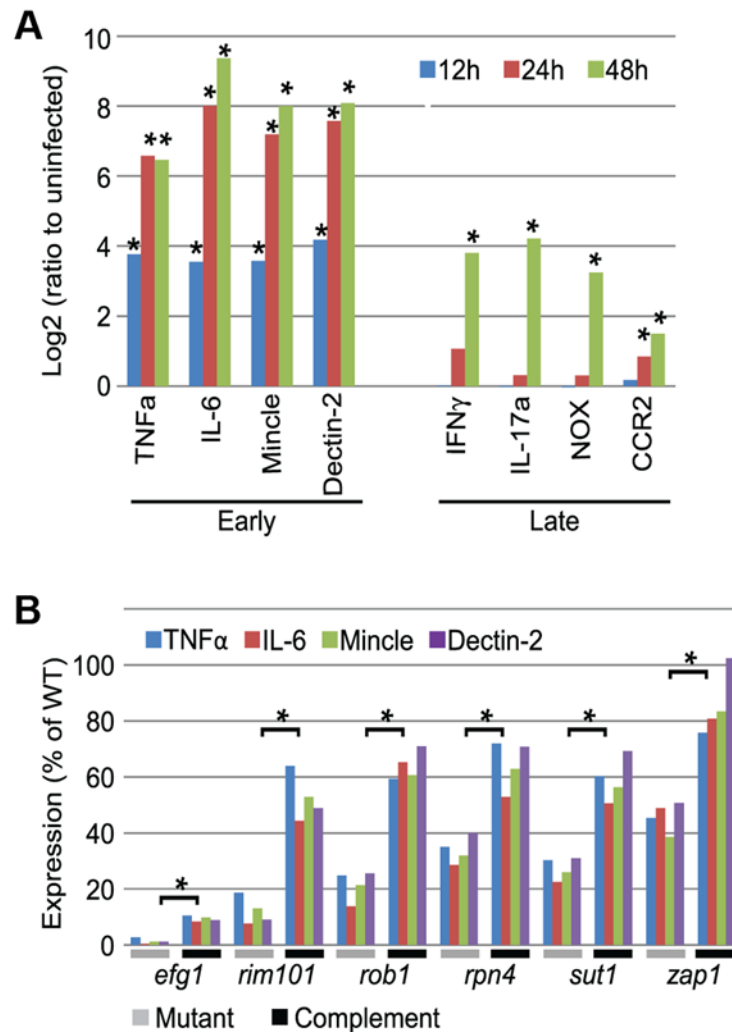 A
Log2 (ratio to uninfected)
10
8
6
4
2
0
12h 24h 48h
* * * * * * * * * * * *
* * * * *
TNFa IL-6 Mincle Dectin-2 IFNγ IL-17a NOX CCR2
Early Late
B
Expression (% of WT)
TNFα IL-6 Mincle Dectin-2
100
80
60
40
20
0
* * * * * *
efg1 rim101 rob1 rpn4 sut1 zap1
Mutant Complement